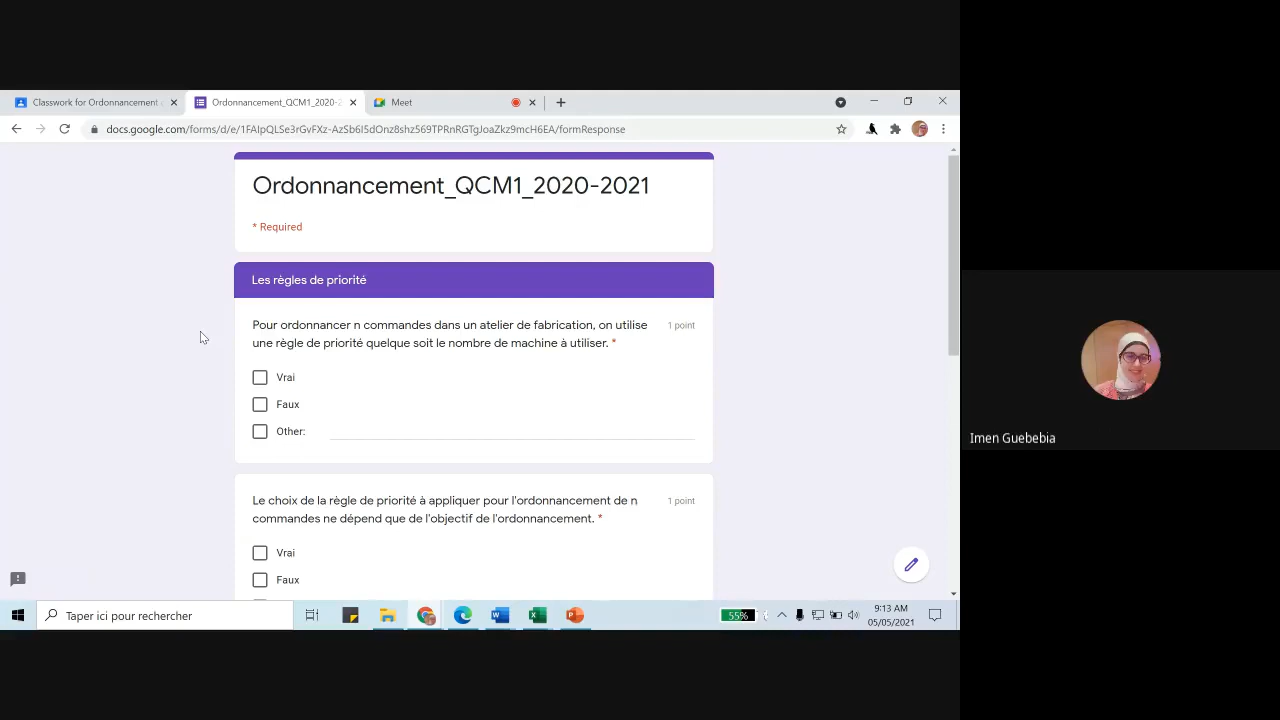 Classwork for Ordonnancement
Ordonnancement_QCM1_2020-2
Meet
docs.google.com/forms/d/e/1FAIpQLSe3rGvFXz-AzSb6I5dOnz8shz569TPRnRGTgJoaZkz9mcH6EA/formResponse
Ordonnancement_QCM1_2020-2021
* Required
Les règles de priorité
Pour ordonnancer n commandes dans un atelier de fabrication, on utilise
une règle de priorité quelque soit le nombre de machine à utiliser. *
1 point
Vrai
Faux
Other:
Le choix de la règle de priorité à appliquer pour l'ordonnancement de n
commandes ne dépend que de l'objectif de l'ordonnancement. *
1 point
Vrai
Faux
Imen Guebebia
Taper ici pour rechercher
55%
9:13 AM
05/05/2021